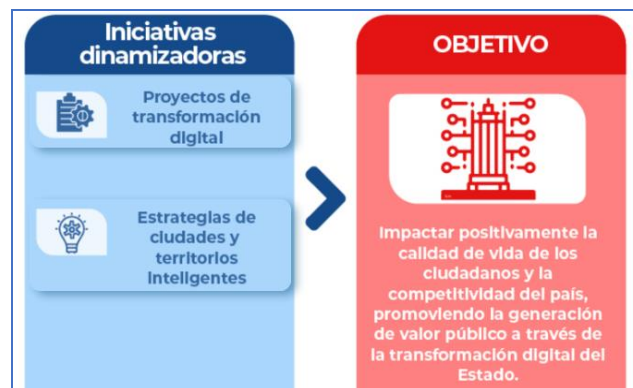 Iniciativas
dinamizadoras
Proyectos de
transformación
digital
Estrategias de
ciudades y
territorios
inteligentes
OBJETIVO
Impactar positivamente la
calidad de vida de los
ciudadanos y la
competitividad del país,
promoviendo la generación
de valor público a través de
la transformación digital del
Estado.